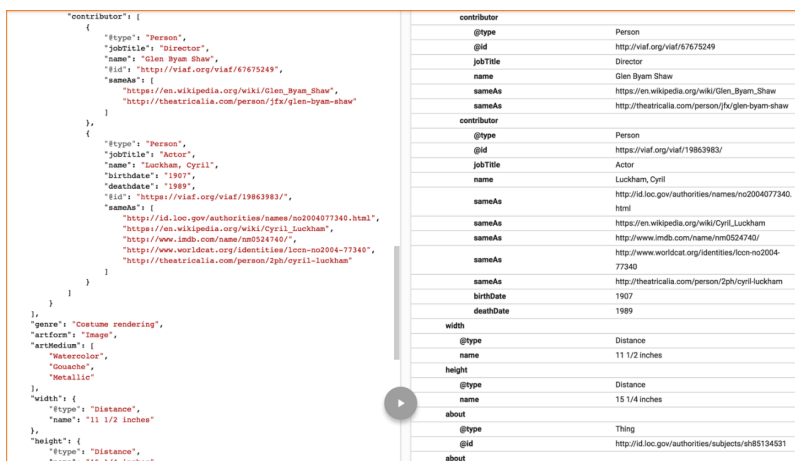 "contributor": [
{
"@type": "Person",
"jobTitle": "Director",
"name": "Glen Byam Shaw",
"@id": "http://viaf.org/viaf/67675249",
"sameAs": [
"https://en.wikipedia.org/wiki/Glen_Byam_Shaw",
"http://theatricalia.com/person/jfx/glen-byam-shaw"
]
},
{
"@type": "Person",
"jobTitle": "Actor",
"name": "Luckham, Cyril",
"birthdate": "1907",
"deathdate": "1989",
"@id": "https://viaf.org/viaf/19863983/",
"sameAs": [
"http://id.loc.gov/authorities/names/no2004077340.html",
"https://en.wikipedia.org/wiki/Cyril_Luckham",
"http://www.imdb.com/name/nm0524740/",
"http://www.worldcat.org/identities/lccn-no2004-77340",
"http://theatricalia.com/person/2ph/cyril-luckham"
]
}
]
}
],
"genre": "Costume rendering",
"artform": "Image",
"artMedium": [
"Watercolor",
"Gouache",
"Metallic"
],
"width": {
"@type": "Distance",
"name": "11 1/2 inches"
},
"height": {
"@type": "Distance",
contributor
@type Person
@id http://viaf.org/viaf/67675249
jobTitle Director
name Glen Byam Shaw
sameAs https://en.wikipedia.org/wiki/Glen_Byam_Shaw
sameAs http://theatricalia.com/person/jfx/glen-byam-shaw
contributor
@type Person
@id https://viaf.org/viaf/19863983/
jobTitle Actor
name Luckham, Cyril
sameAs http://id.loc.gov/authorities/names/no2004077340.
html
sameAs https://en.wikipedia.org/wiki/Cyril_Luckham
sameAs http://www.imdb.com/name/nm0524740/
sameAs http://www.worldcat.org/identities/lccn-no2004-
77340
sameAs http://theatricalia.com/person/2ph/cyril-luckham
birthDate 1907
deathDate 1989
width
@type Distance
name 11 1/2 inches
height
@type Distance
name 15 1/4 inches
about
@type Thing
@id http://id.loc.gov/authorities/subjects/sh85134531
about